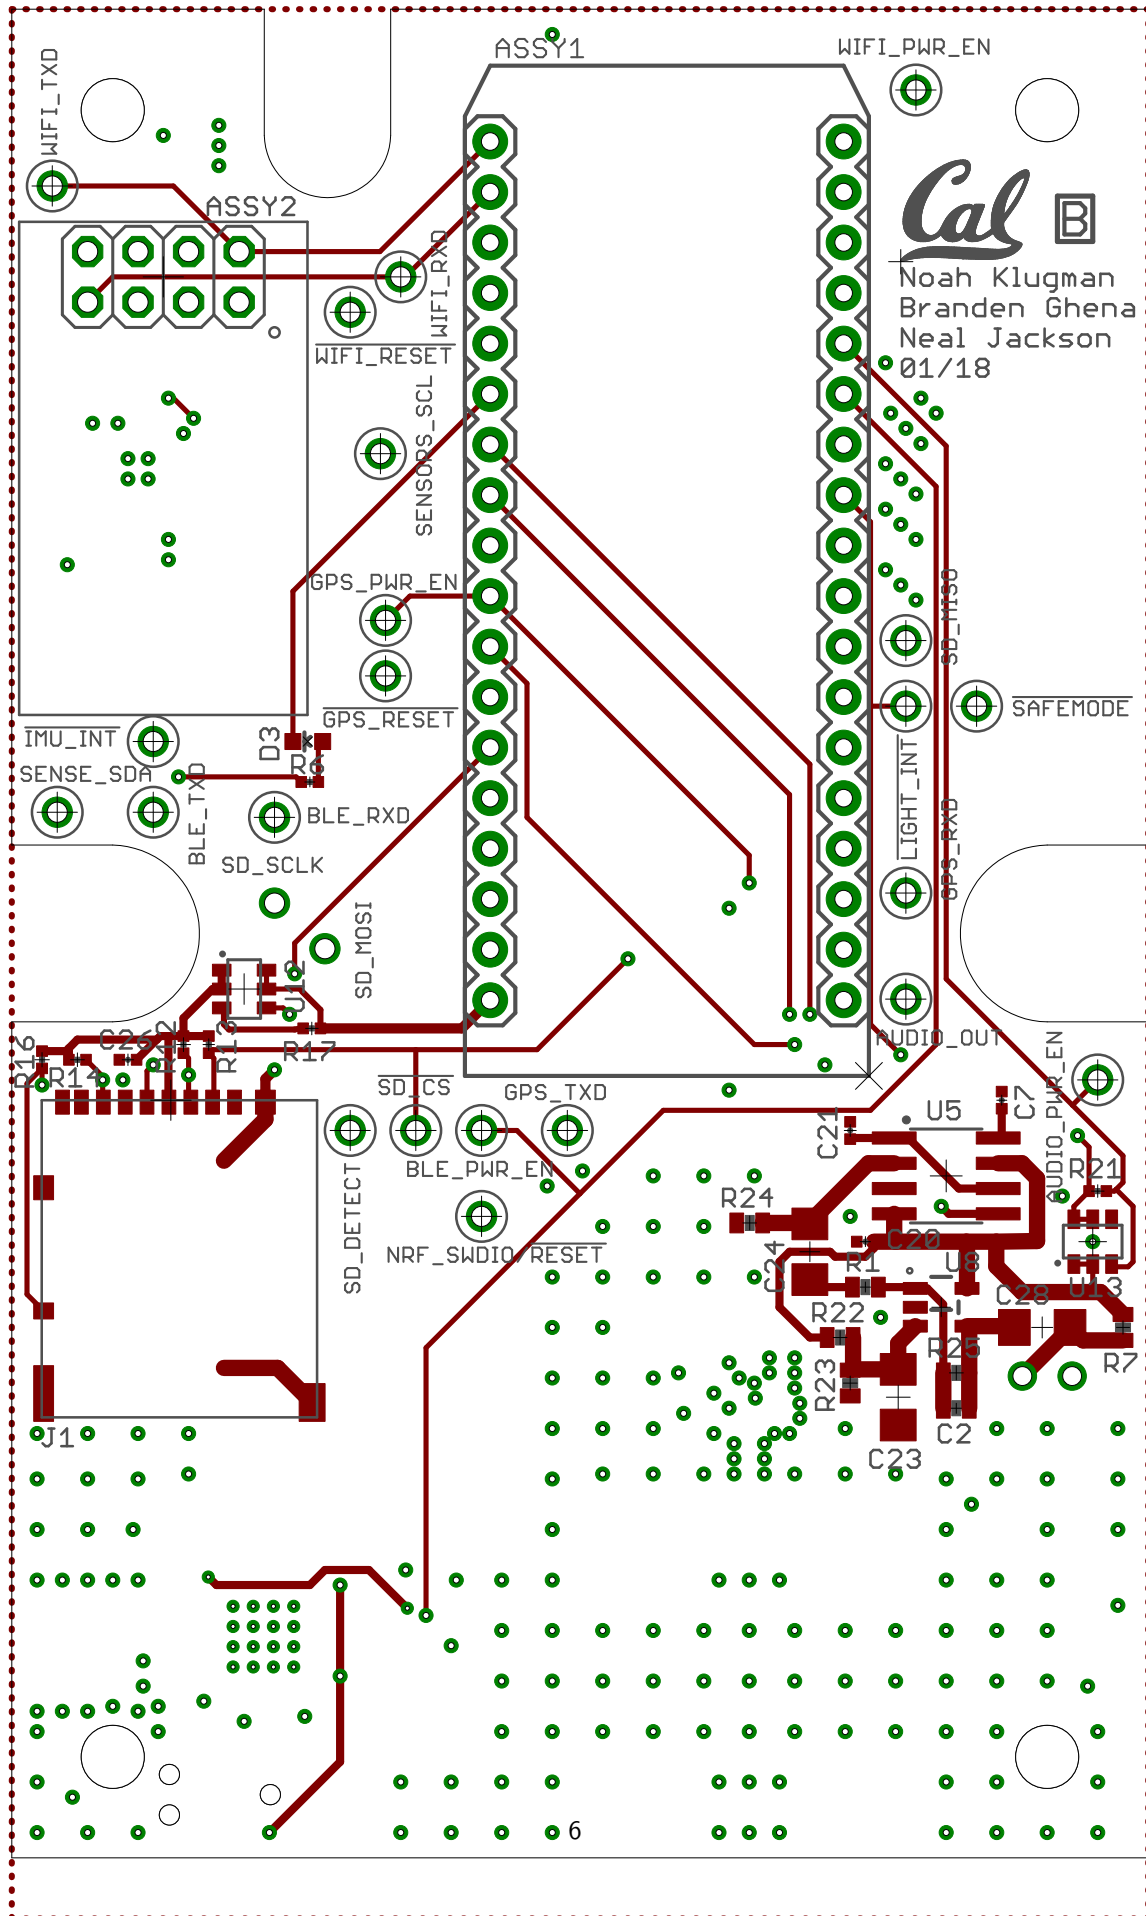 ASSY1
WIFI_PWR_EN
WIFI_TXD
Cal
B
ASSY2
WIFI_RXD
Noah Klugman
Branden Ghena
Neal Jackson
01/18
WIFI_RESET
SENSORS_SCL
GPS_PWR_EN
SD_MISO
GPS_RESET
SAFEMODE
IMU_INT
D3
R6
SENSE_SDA
BLE_TXD
BLE_RXD
LIGHT_INT
GPS_RXD
SD_SCLK
SD_MOSI
U12
AUDIO_OUT
R16
R14
C26
R12
R13
R17
SD_CS
GPS_TXD
AUDIO_PWR_EN
C21
U5
C7
BLE_PWR_EN
R21
SD_DETECT
NRF_SWDIO/RESET
R24
C24
C20
R1
U8
U13
C28
R22
R25
R7
R23
J1
C2
C23
6